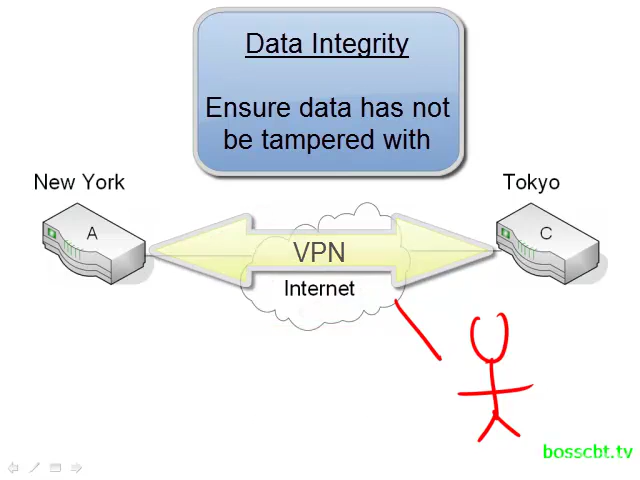 Data Integrity
Ensure data has not
be tampered with
New York
Tokyo
A
VPN
C
Internet
bosscbt.tv